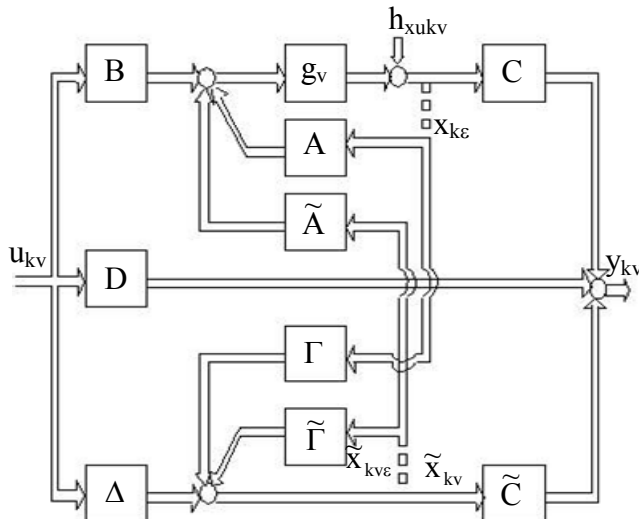 h_xukv
B
g_v
C
x_kε
A
Ã
u_kv
D
y_kv
Γ
Γ̃
x̃_kvε
x̃_kv
Δ
C̃